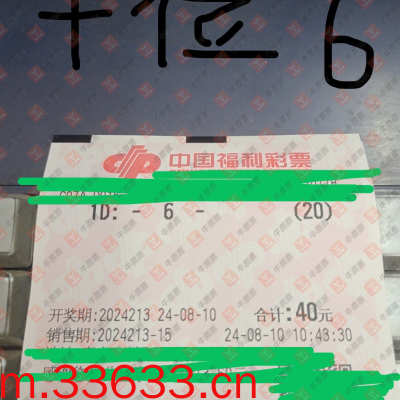 十位 6
中国福利彩票
1D: - 6 - (20)
开奖期:2024213 24-08-10 合计:40元
销售期:2024213-15 24-08-10 10:43:30
m.33633.cn